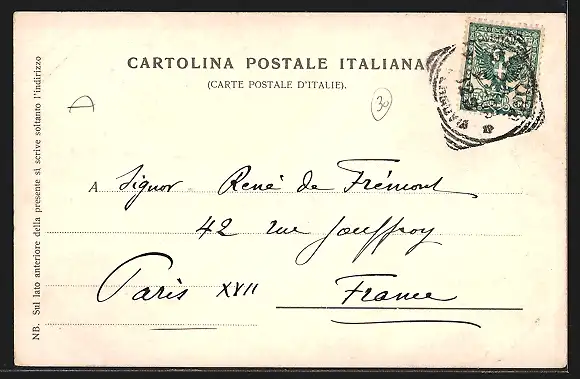 CARTOLINA POSTALE ITALIANA
(CARTE POSTALE D'ITALIE).
30
A Signor René de Frémont
42 rue Jouffroy
Paris XVII France
NB. Sul lato anteriore della presente si scrive soltanto l'indirizzo